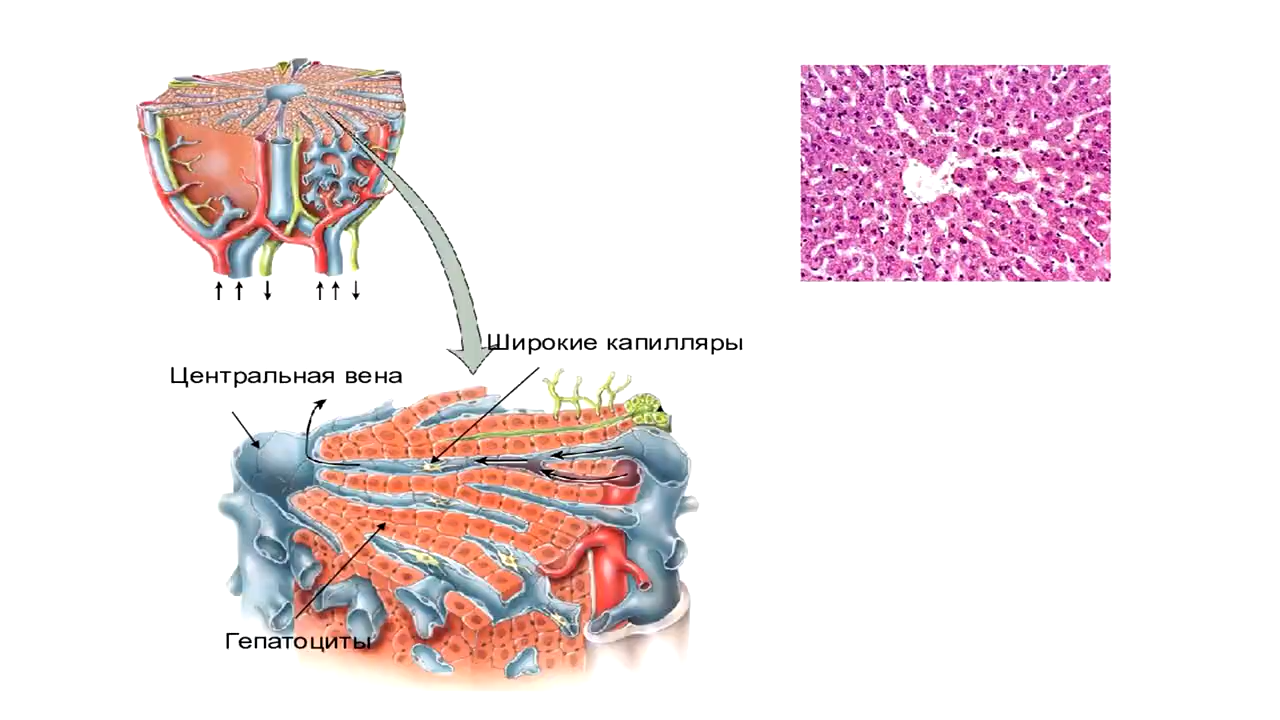 Широкие капилляры
Центральная вена
Гепатоциты